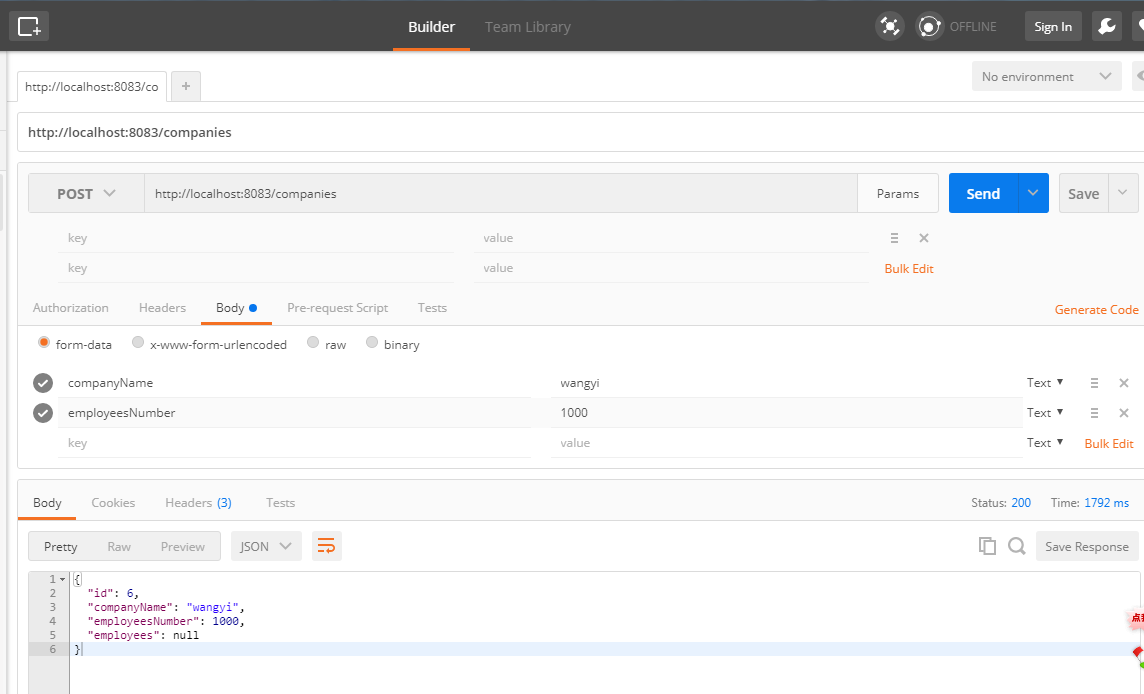 Builder Team Library OFFLINE Sign In
http://localhost:8083/co + No environment
http://localhost:8083/companies
POST http://localhost:8083/companies Params Send Save
key value
key value Bulk Edit
Authorization Headers Body Pre-request Script Tests Generate Code
form-data x-www-form-urlencoded raw binary
companyName wangyi Text
employeesNumber 1000 Text
key value Text Bulk Edit
Body Cookies Headers (3) Tests Status: 200 Time: 1792 ms
Pretty Raw Preview JSON Save Response
1 {
2 "id": 6,
3 "companyName": "wangyi",
4 "employeesNumber": 1000,
5 "employees": null
6 }